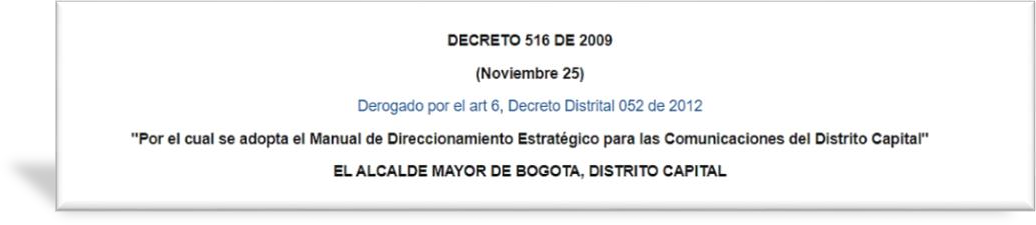 DECRETO 516 DE 2009
(Noviembre 25)
Derogado por el art 6, Decreto Distrital 052 de 2012
"Por el cual se adopta el Manual de Direccionamiento Estratégico para las Comunicaciones del Distrito Capital"
EL ALCALDE MAYOR DE BOGOTA, DISTRITO CAPITAL